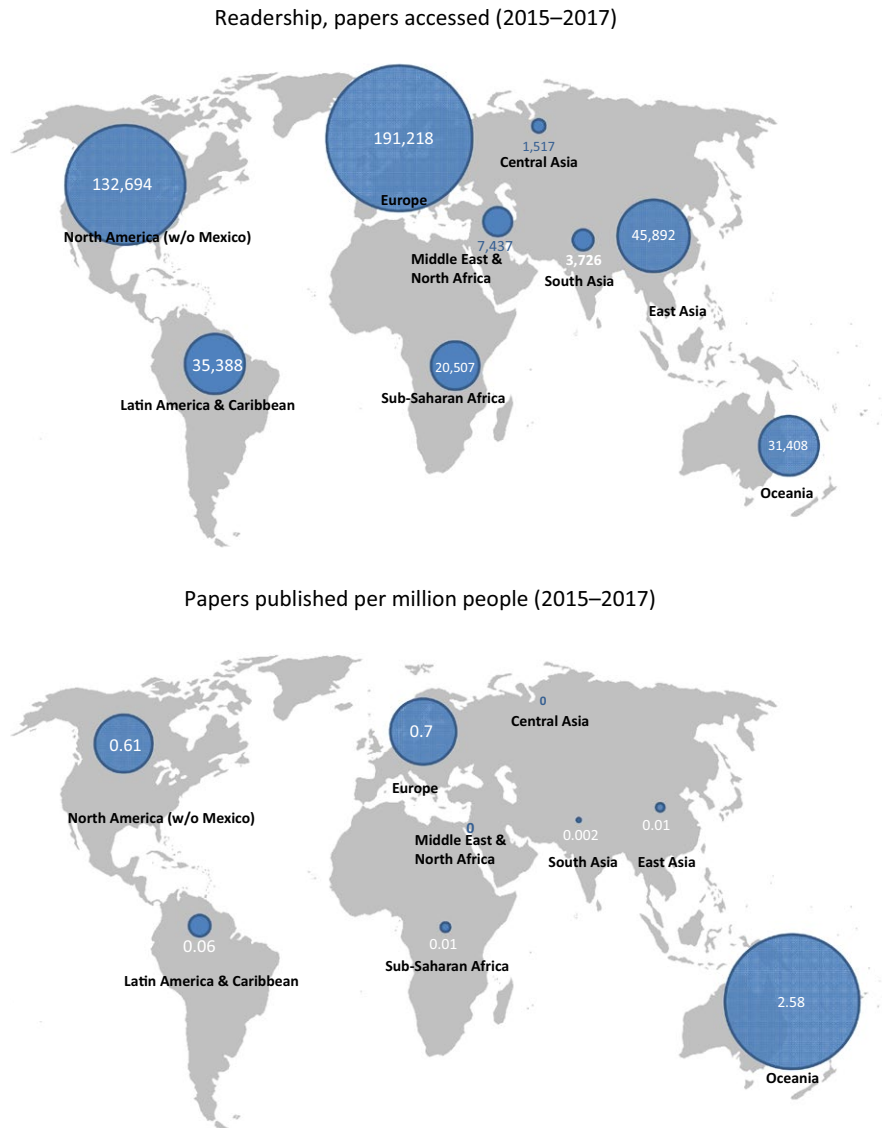 Readership, papers accessed (2015–2017)
191,218
1,517
Central Asia
132,694
Europe
North America (w/o Mexico)
45,892
7,437
3,726
Middle East &
North Africa
South Asia
East Asia
35,388
20,507
Latin America & Caribbean
Sub-Saharan Africa
31,408
Oceania
Papers published per million people (2015–2017)
0
Central Asia
0.61
0.7
Europe
North America (w/o Mexico)
0
0.002
0.01
Middle East &
North Africa
South Asia
East Asia
0.06
0.01
Latin America & Caribbean
Sub-Saharan Africa
2.58
Oceania